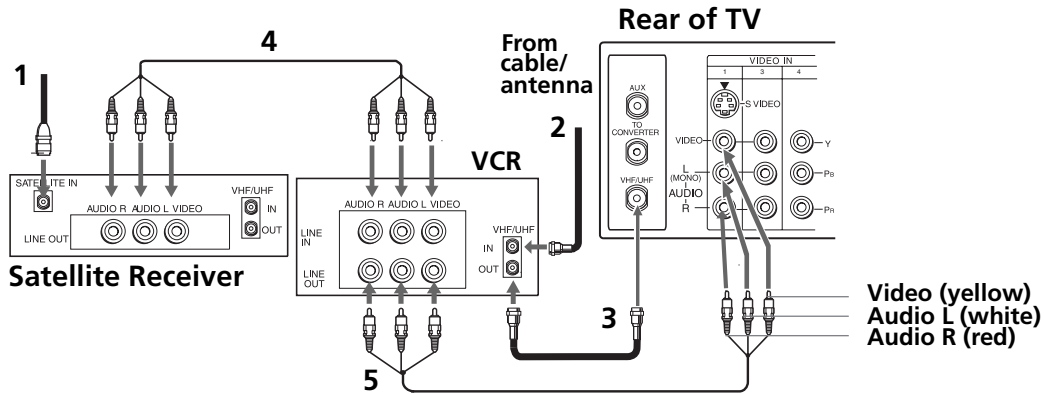 Rear of TV
4
From
cable/
antenna
1
2
VIDEO IN
1 3 4
AUX
S VIDEO
TO
CONVERTER
VIDEO
Y
L
(MONO)
PB
VHF/UHF
AUDIO
R
PR
VCR
SATELLITE IN
VHF/UHF
AUDIO R AUDIO L VIDEO
IN
LINE OUT
OUT
Satellite Receiver
AUDIO R AUDIO L VIDEO
VHF/UHF
LINE
IN
IN
OUT
LINE
OUT
3
5
Video (yellow)
Audio L (white)
Audio R (red)